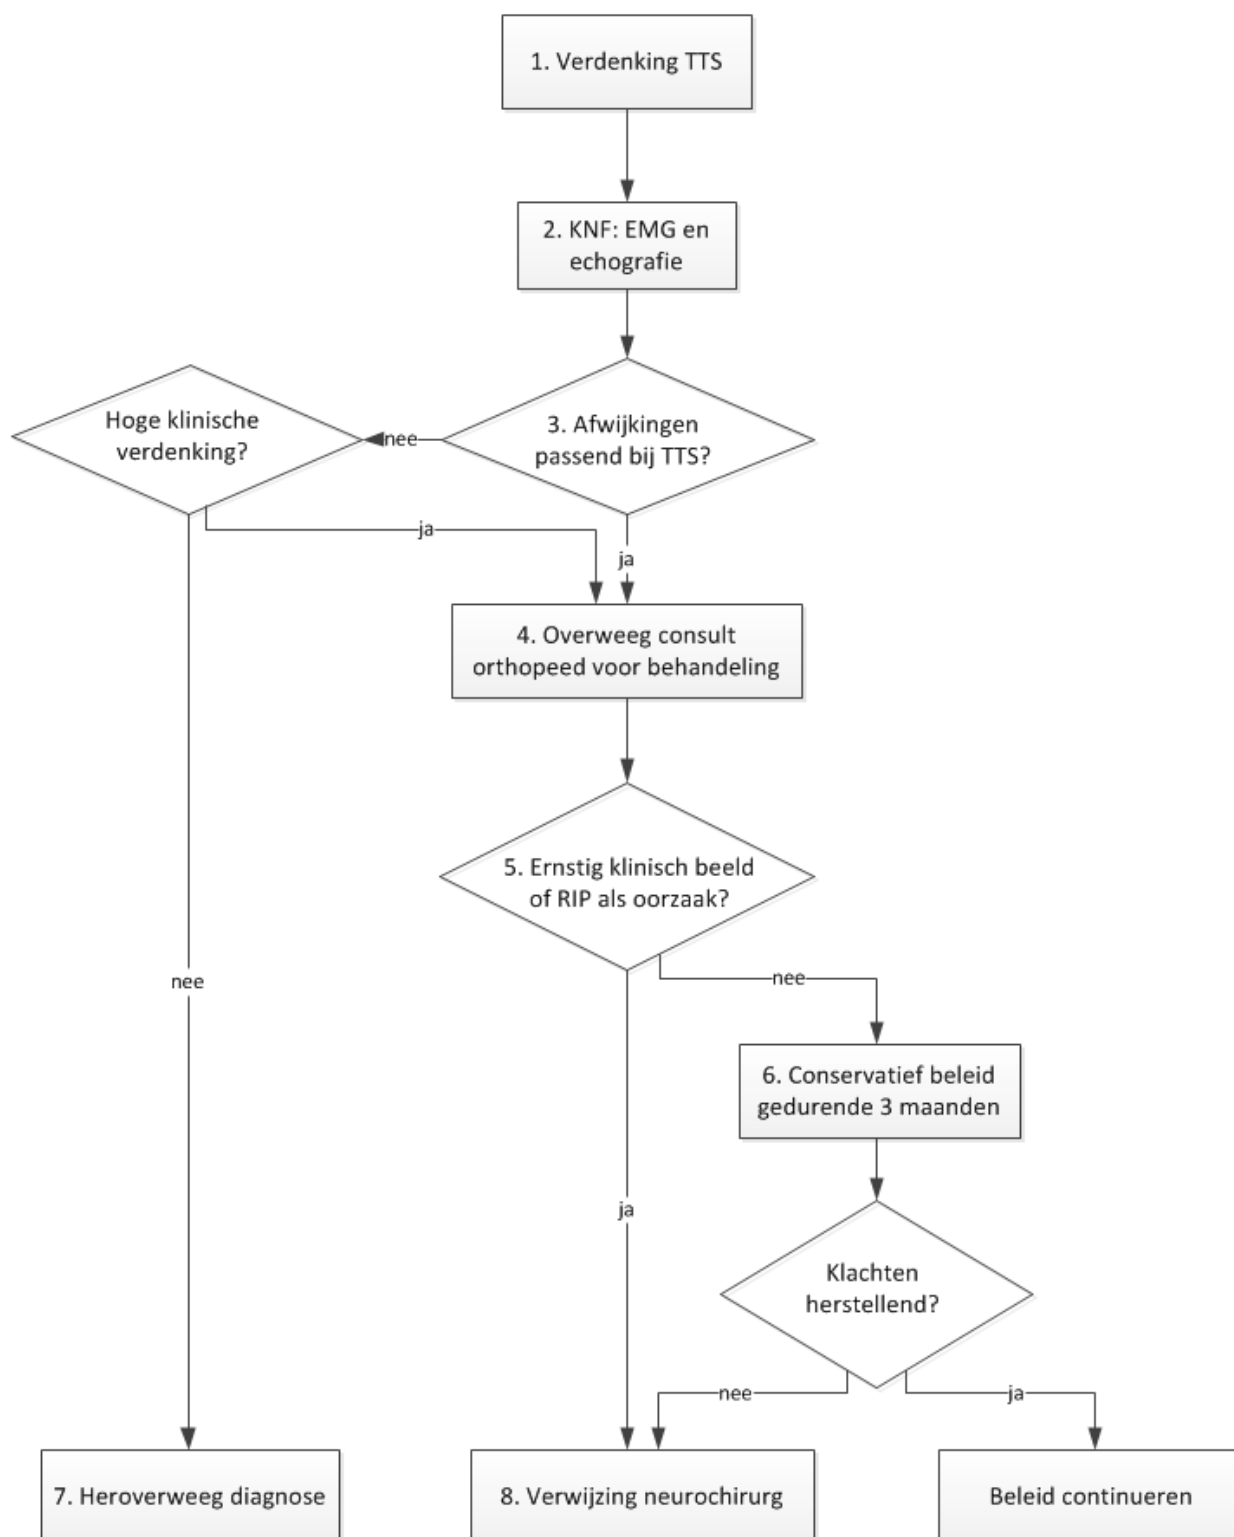 1. Verdenking TTS
2. KNF: EMG en
echografie
Hoge klinische
verdenking?
nee
3. Afwijkingen
passend bij TTS?
ja
ja
4. Overweeg consult
orthopeed voor behandeling
5. Ernstig klinisch beeld
of RIP als oorzaak?
nee
nee
6. Conservatief beleid
gedurende 3 maanden
ja
Klachten
herstellend?
nee
ja
7. Heroverweeg diagnose
8. Verwijzing neurochirurg
Beleid continueren